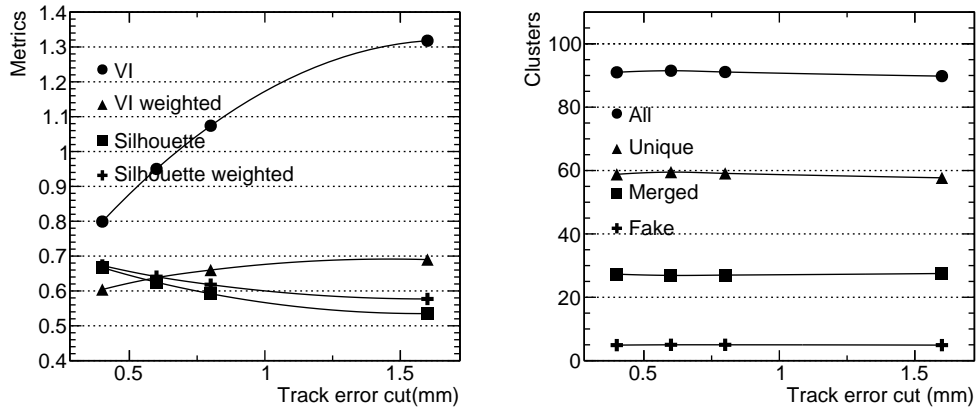 Metrics
1.4
1.3
1.2
1.1
1
0.9
0.8
0.7
0.6
0.5
0.4
VI
VI weighted
Silhouette
Silhouette weighted
0.5
1
1.5
Track error cut(mm)
Clusters
100
80
60
40
20
0
All
Unique
Merged
Fake
0.5
1
1.5
Track error cut (mm)